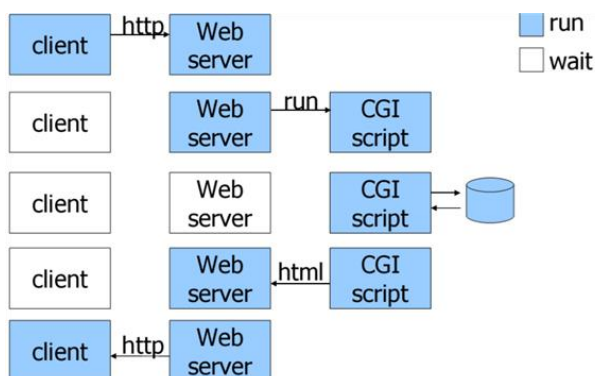 client http Web server
run
wait
client Web server run CGI script
client Web server CGI script
client Web server html CGI script
client http Web server